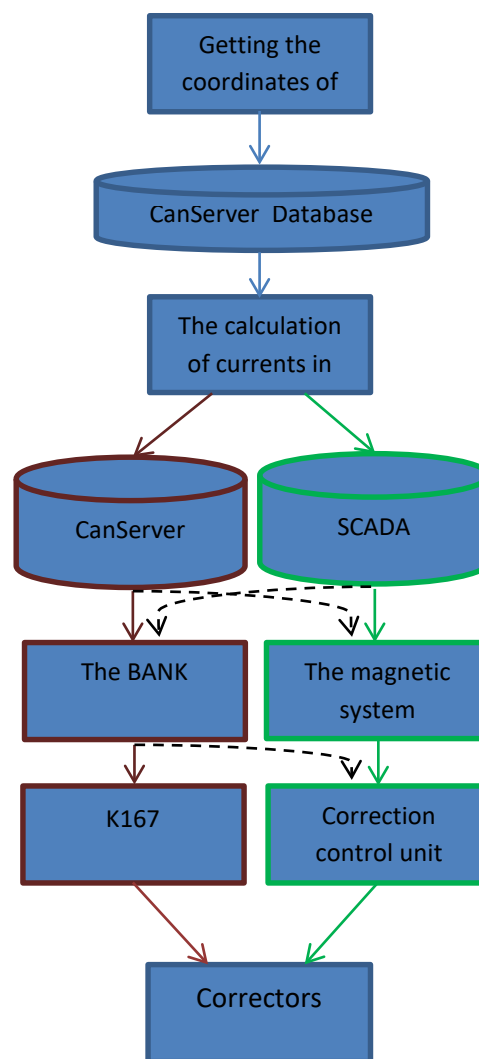 Getting the
coordinates of
CanServer Database
The calculation
of currents in
CanServer
SCADA
The BANK
The magnetic
system
K167
Correction
control unit
Correctors